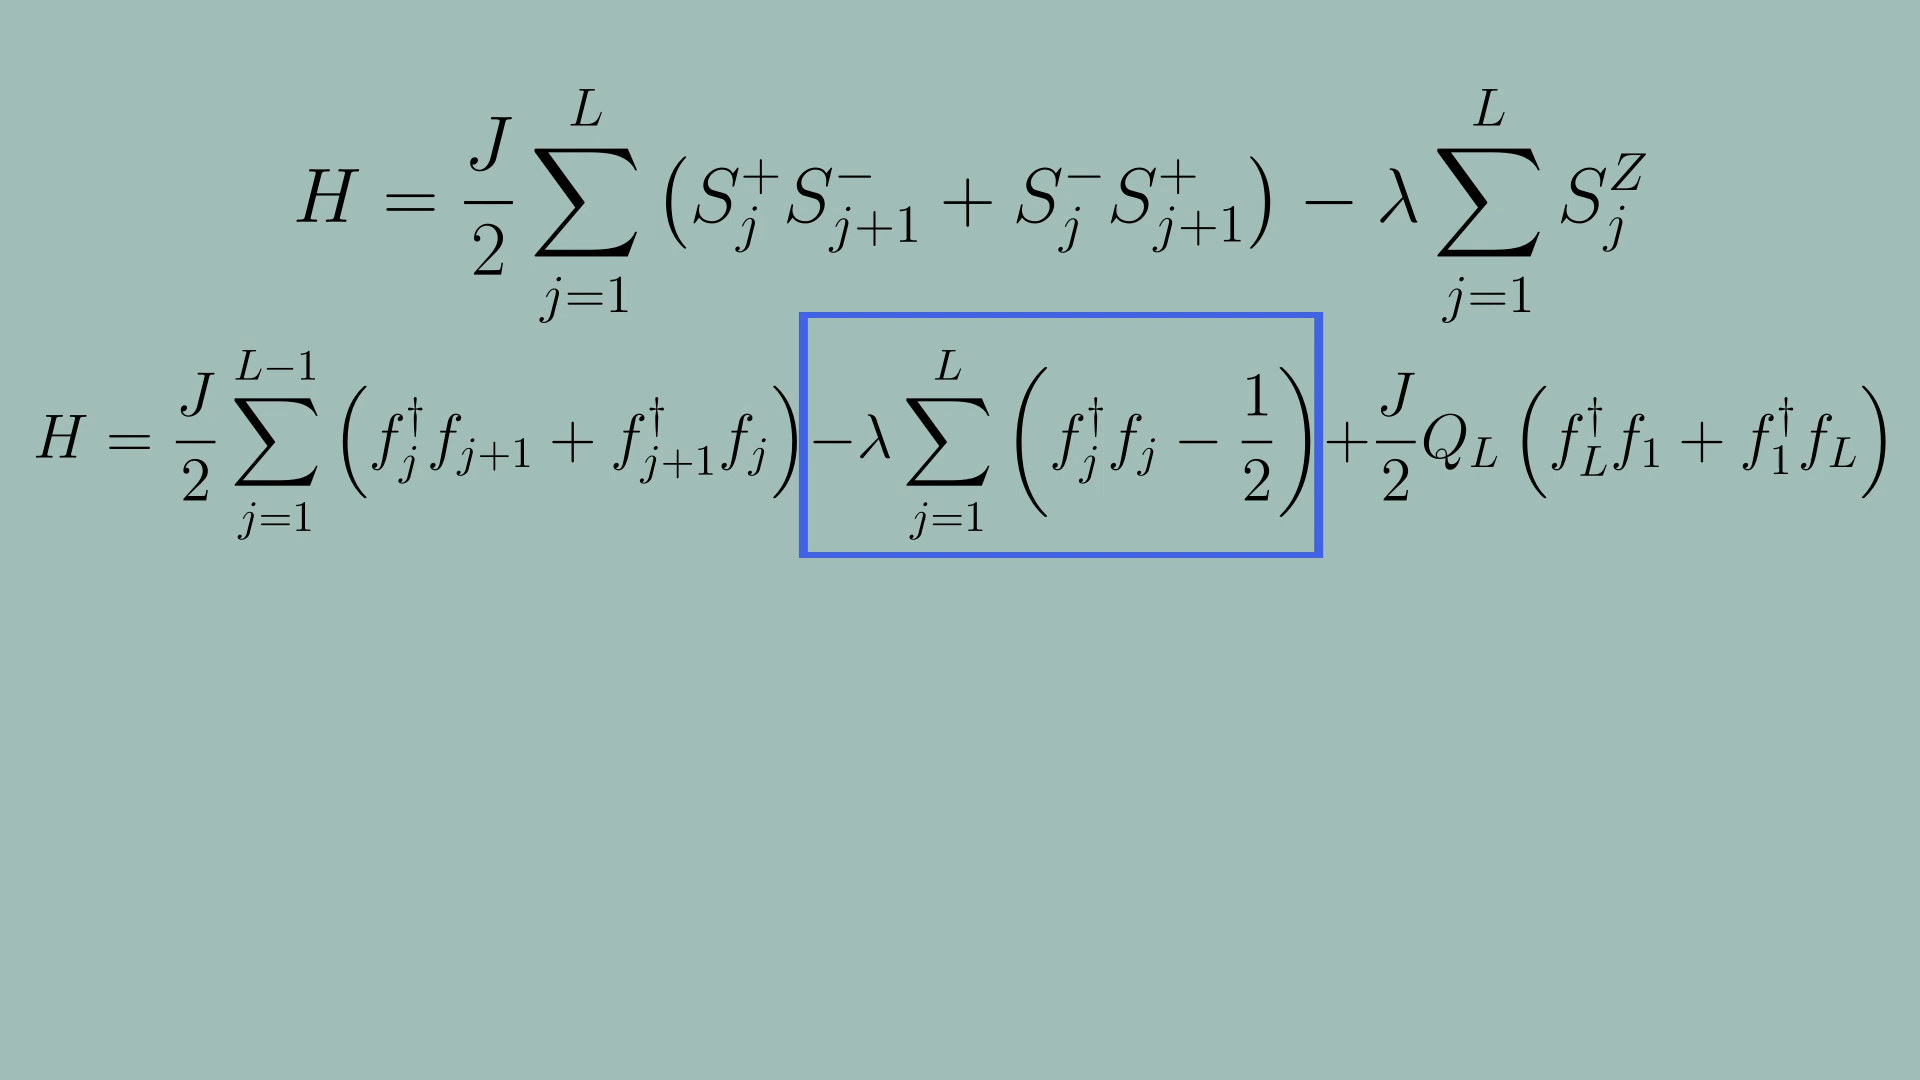 $H = \frac{J}{2} \sum_{j=1}^{L} \left( S_j^+ S_{j+1}^- + S_j^- S_{j+1}^+ \right) - \lambda \sum_{j=1}^{L} S_j^Z$
$H = \frac{J}{2} \sum_{j=1}^{L-1} \left( f_j^\dagger f_{j+1} + f_{j+1}^\dagger f_j \right) - \lambda \sum_{j=1}^{L} \left( f_j^\dagger f_j - \frac{1}{2} \right) + \frac{J}{2} Q_L \left( f_L^\dagger f_1 + f_1^\dagger f_L \right)$